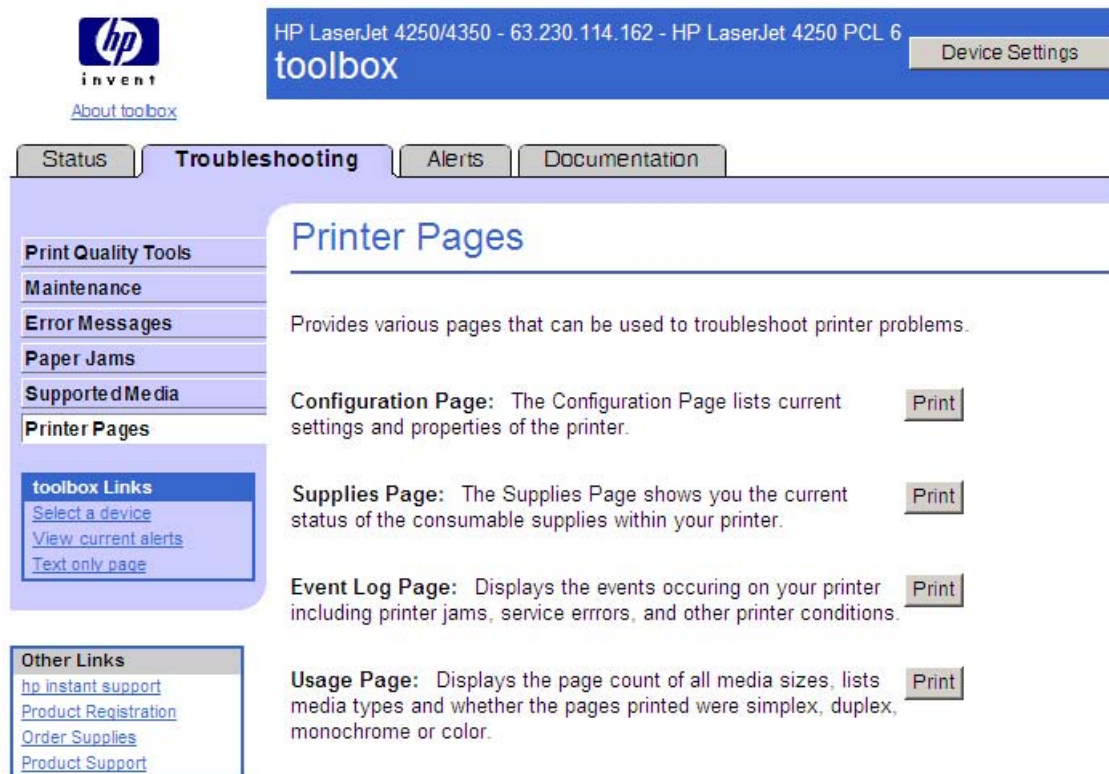 hp
invent
About toolbox
HP LaserJet 4250/4350 - 63.230.114.162 - HP LaserJet 4250 PCL 6
toolbox
Device Settings
Status
Troubleshooting
Alerts
Documentation
Print Quality Tools
Maintenance
Error Messages
Paper Jams
Supported Media
Printer Pages
toolbox Links
Select a device
View current alerts
Text only page
Other Links
hp instant support
Product Registration
Order Supplies
Product Support
Printer Pages
Provides various pages that can be used to troubleshoot printer problems.
Configuration Page: The Configuration Page lists current
settings and properties of the printer.
Print
Supplies Page: The Supplies Page shows you the current
status of the consumable supplies within your printer.
Print
Event Log Page: Displays the events occuring on your printer
including printer jams, service errrors, and other printer conditions.
Print
Usage Page: Displays the page count of all media sizes, lists
media types and whether the pages printed were simplex, duplex,
monochrome or color.
Print